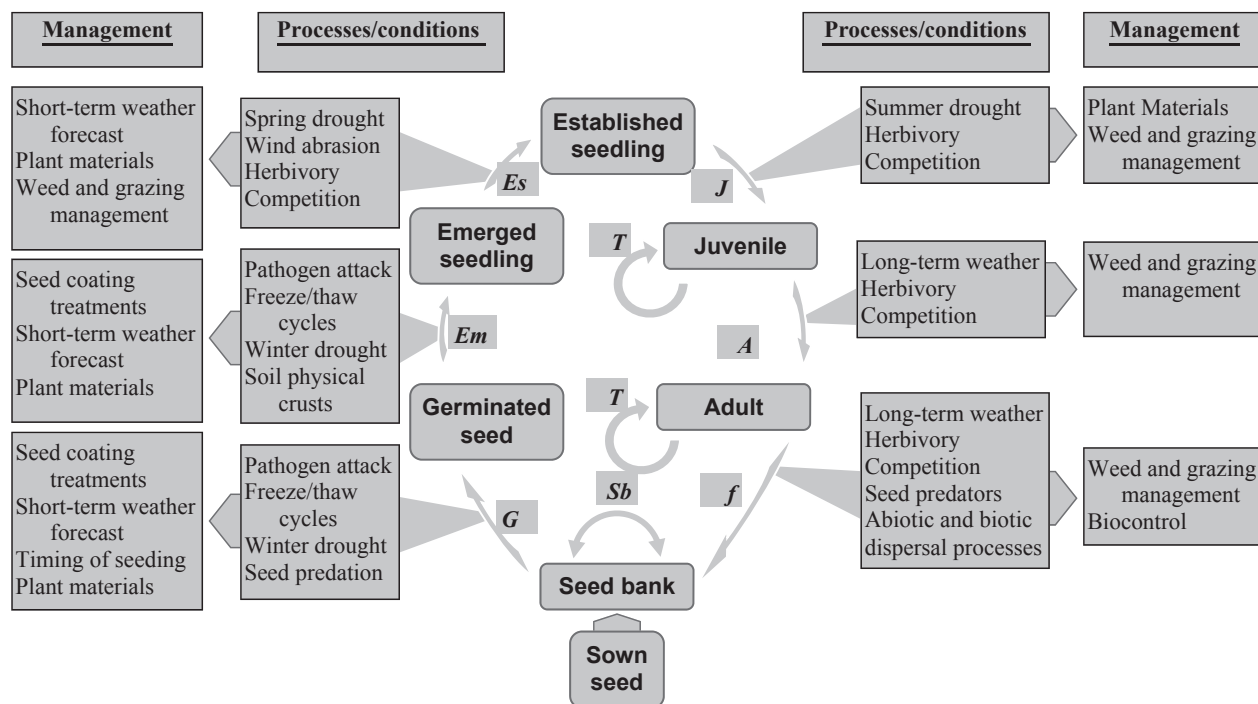 Management
Processes/conditions
Processes/conditions
Management
Short-term weather
forecast
Plant materials
Weed and grazing
management
Spring drought
Wind abrasion
Herbivory
Competition
Established
seedling
Summer drought
Herbivory
Competition
Plant Materials
Weed and grazing
management
Es
J
Emerged
seedling
T
Juvenile
Seed coating
treatments
Short-term weather
forecast
Plant materials
Pathogen attack
Freeze/thaw
cycles
Winter drought
Soil physical
crusts
Long-term weather
Herbivory
Competition
Weed and grazing
management
Em
A
Germinated
seed
T
Adult
Seed coating
treatments
Short-term weather
forecast
Timing of seeding
Plant materials
Pathogen attack
Freeze/thaw
cycles
Winter drought
Seed predation
Long-term weather
Herbivory
Competition
Seed predators
Abiotic and biotic
dispersal processes
Weed and grazing
management
Biocontrol
G
Sb
f
Seed bank
Sown
seed